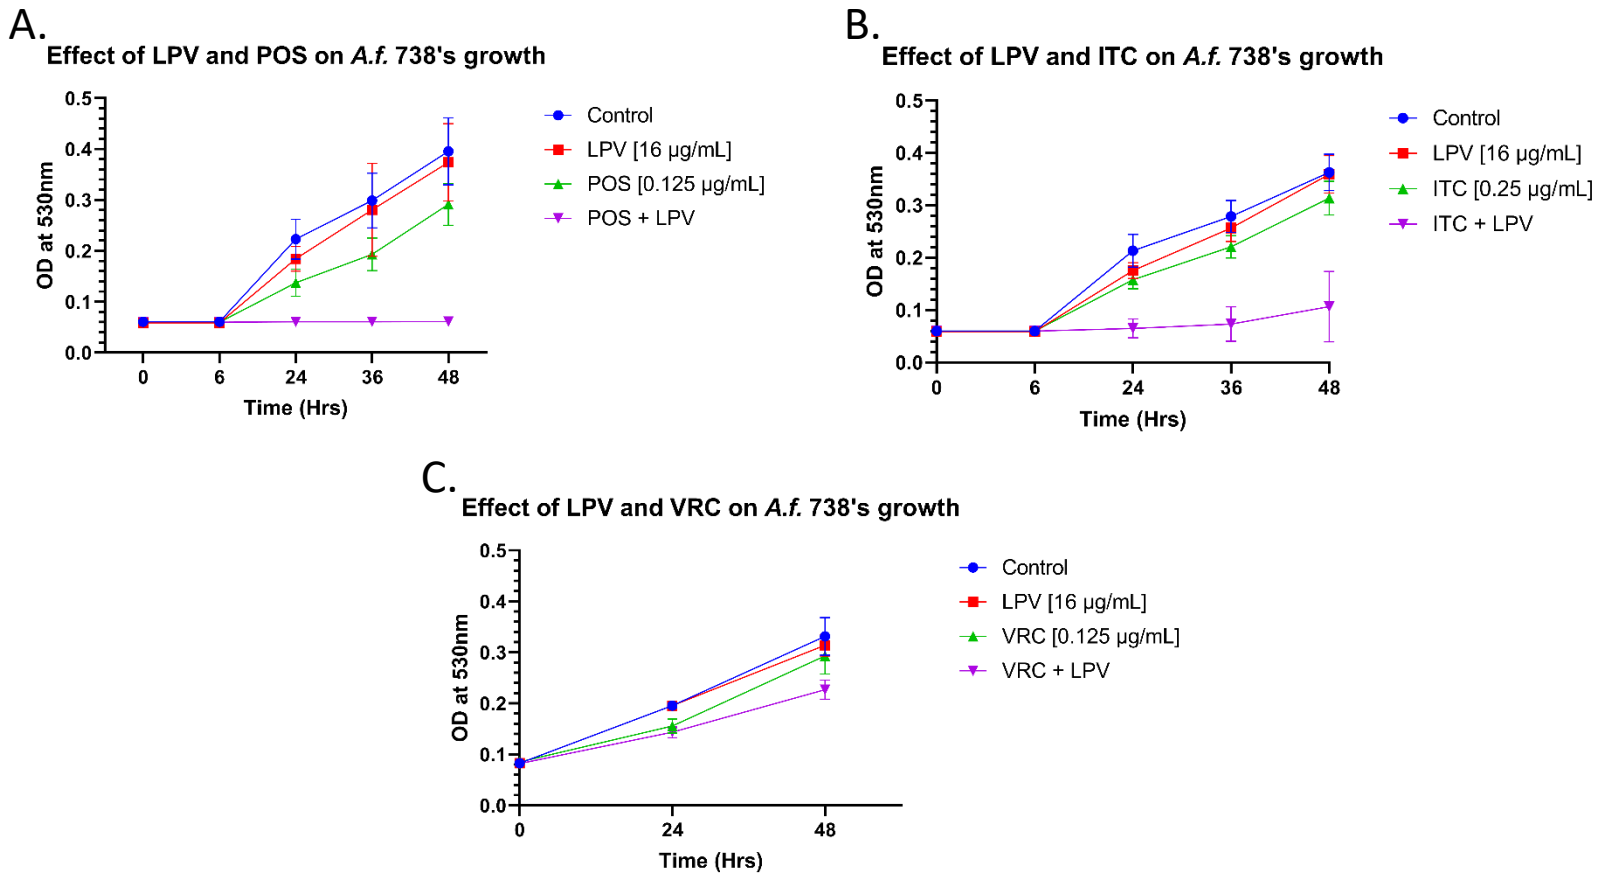 A.
Effect of LPV and POS on A.f. 738's growth
0.5
0.4
0.3
0.2
0.1
0.0
OD at 530nm
0 6 24 36 48
Time (Hrs)
Control
LPV [16 µg/mL]
POS [0.125 µg/mL]
POS + LPV
B.
Effect of LPV and ITC on A.f. 738's growth
0.5
0.4
0.3
0.2
0.1
0.0
OD at 530nm
0 6 24 36 48
Time (Hrs)
Control
LPV [16 µg/mL]
ITC [0.25 µg/mL]
ITC + LPV
C.
Effect of LPV and VRC on A.f. 738's growth
0.5
0.4
0.3
0.2
0.1
0.0
OD at 530nm
0 24 48
Time (Hrs)
Control
LPV [16 µg/mL]
VRC [0.125 µg/mL]
VRC + LPV